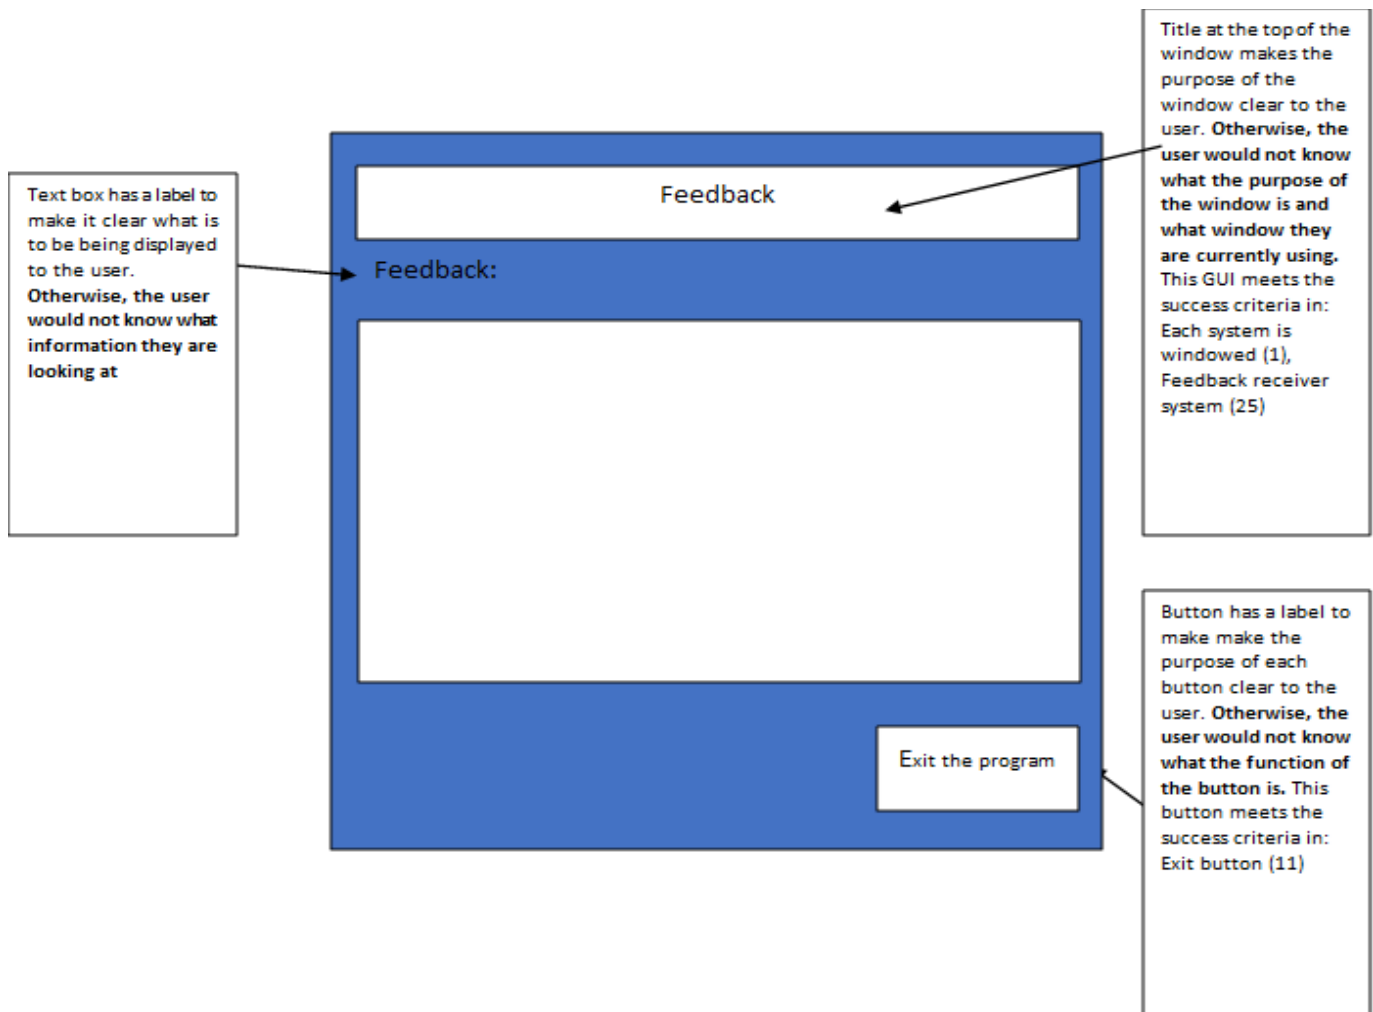 Text box has a label to
make it clear what is
to be being displayed
to the user.
Otherwise, the user
would not know what
information they are
looking at
Feedback
Feedback:
Exit the program
Title at the top of the
window makes the
purpose of the
window clear to the
user. Otherwise, the
user would not know
what the purpose of
the window is and
what window they
are currently using.
This GUI meets the
success criteria in:
Each system is
windowed (1),
Feedback receiver
system (25)
Button has a label to
make make the
purpose of each
button clear to the
user. Otherwise, the
user would not know
what the function of
the button is. This
button meets the
success criteria in:
Exit button (11)